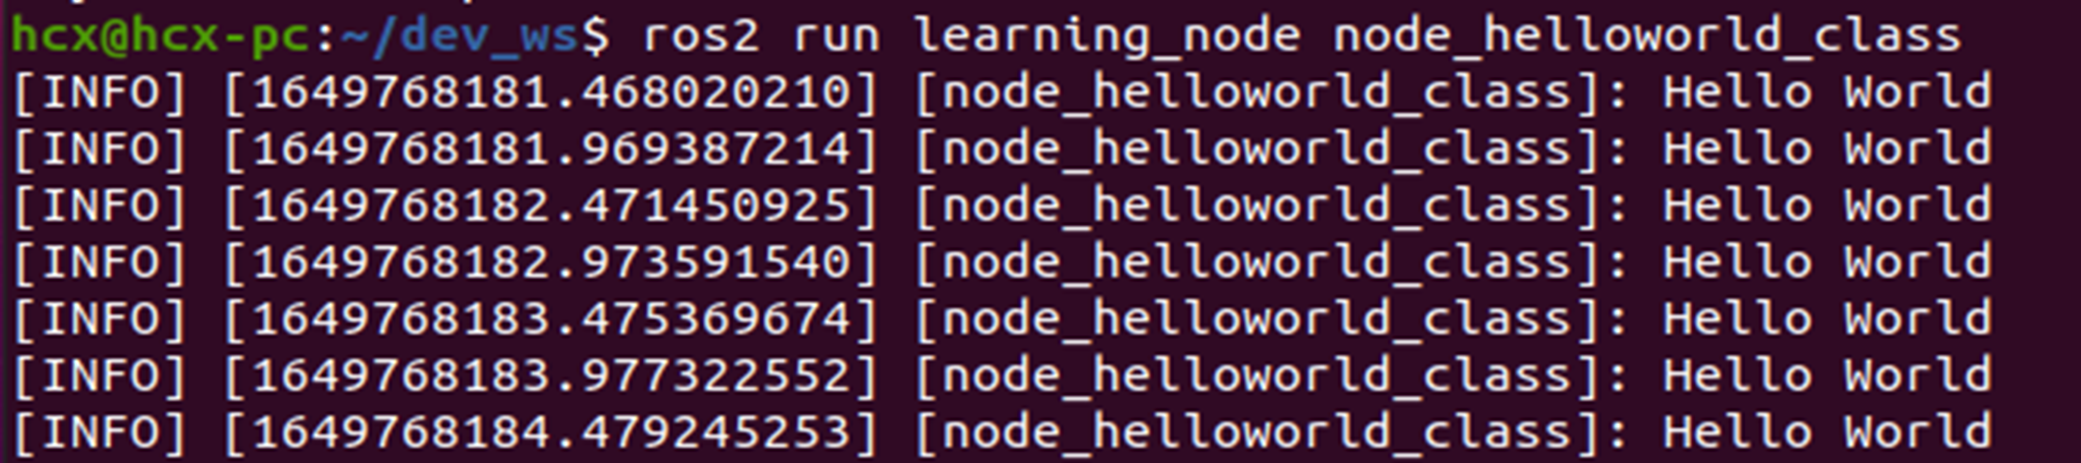 hcx@hcx-pc:~/dev_ws$ ros2 run learning_node node_helloworld_class
[INFO] [1649768181.468020210] [node_helloworld_class]: Hello World
[INFO] [1649768181.969387214] [node_helloworld_class]: Hello World
[INFO] [1649768182.471450925] [node_helloworld_class]: Hello World
[INFO] [1649768182.973591540] [node_helloworld_class]: Hello World
[INFO] [1649768183.475369674] [node_helloworld_class]: Hello World
[INFO] [1649768183.977322552] [node_helloworld_class]: Hello World
[INFO] [1649768184.479245253] [node_helloworld_class]: Hello World